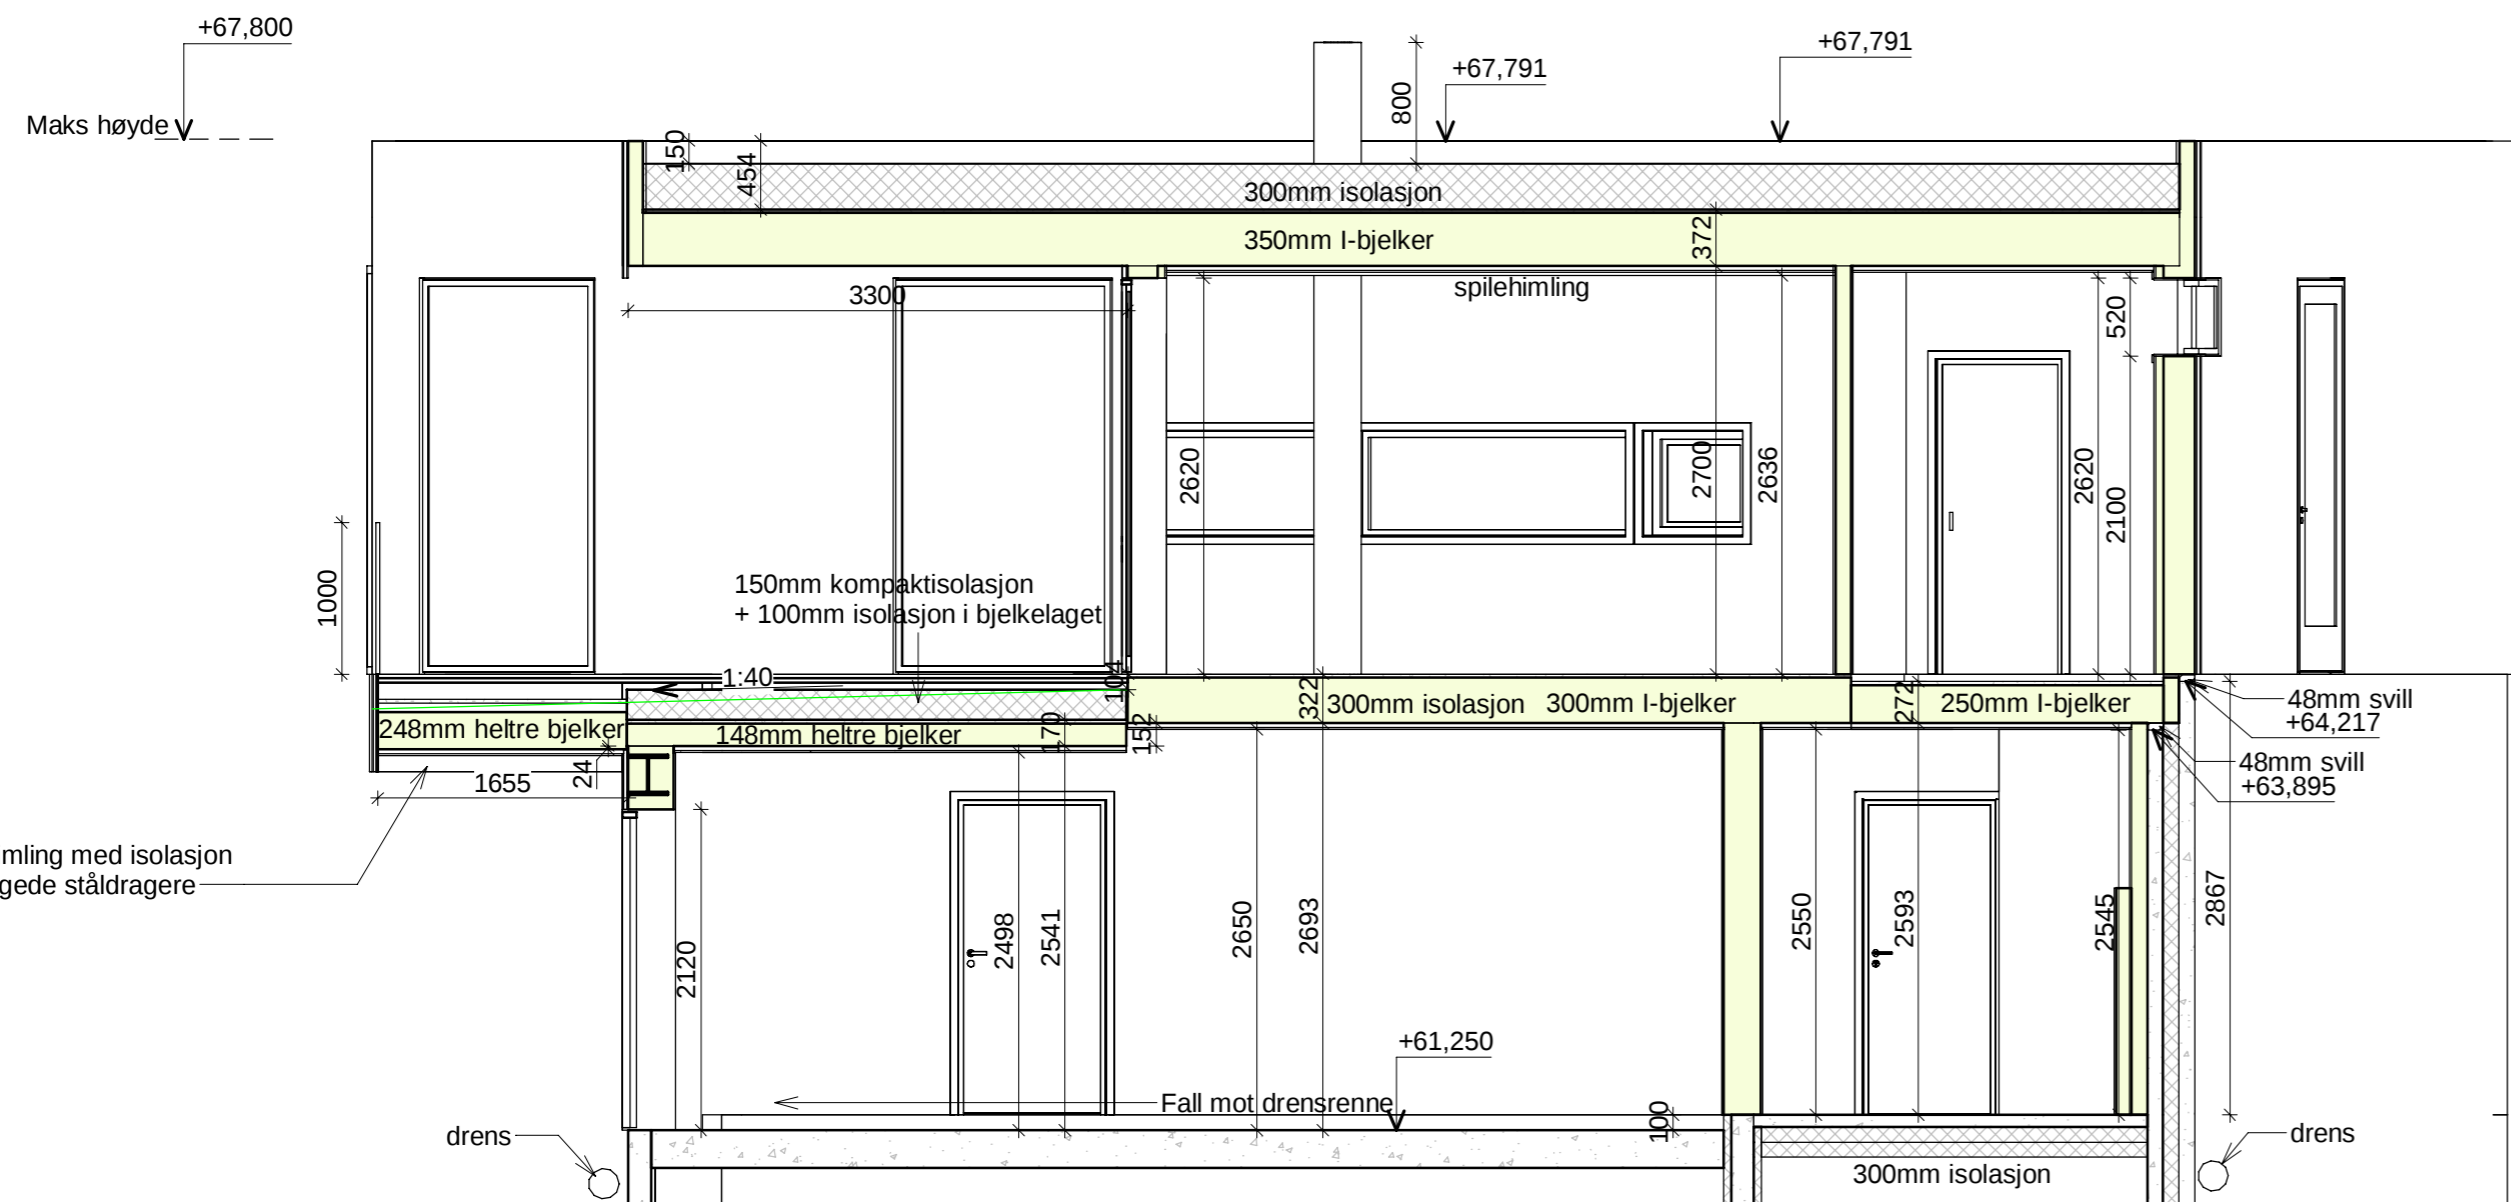 +67,800
+67,791
+67,791
Maks høyde
800
150
454
300mm isolasjon
350mm I-bjelker
372
3300
spilehimling
520
2620
2700
2636
2620
2100
1000
150mm kompaktisolasjon
+ 100mm isolasjon i bjelkelaget
1:40
104
322
300mm isolasjon
300mm I-bjelker
272
250mm I-bjelker
48mm svill
+64,217
248mm heltre bjelker
148mm heltre bjelker
170
152
24
1655
48mm svill
+63,895
mling med isolasjon
gede ståldragere
2120
2498
2541
2650
2693
2550
2593
2545
2867
+61,250
Fall mot drensrenne
100
drens
drens
300mm isolasjon